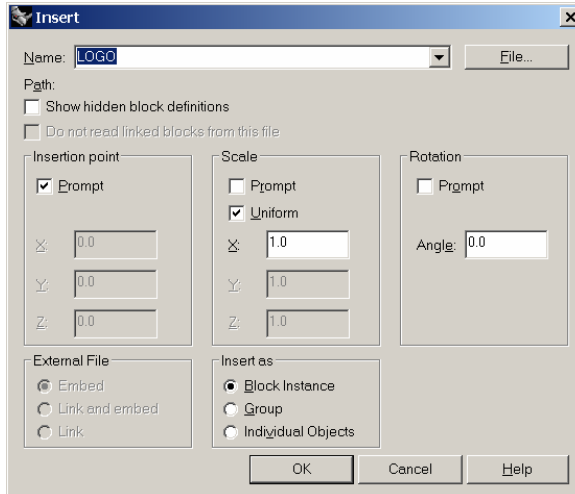 Insert
Name: LOGO File...
Path:
Show hidden block definitions
Do not read linked blocks from this file
Insertion point Scale Rotation
Prompt Prompt Prompt
Uniform
X: 0.0 X: 1.0 Angle: 0.0
Y: 0.0 Y: 1.0
Z: 0.0 Z: 1.0
External File Insert as
Embed Block Instance
Link and embed Group
Link Individual Objects
OK Cancel Help